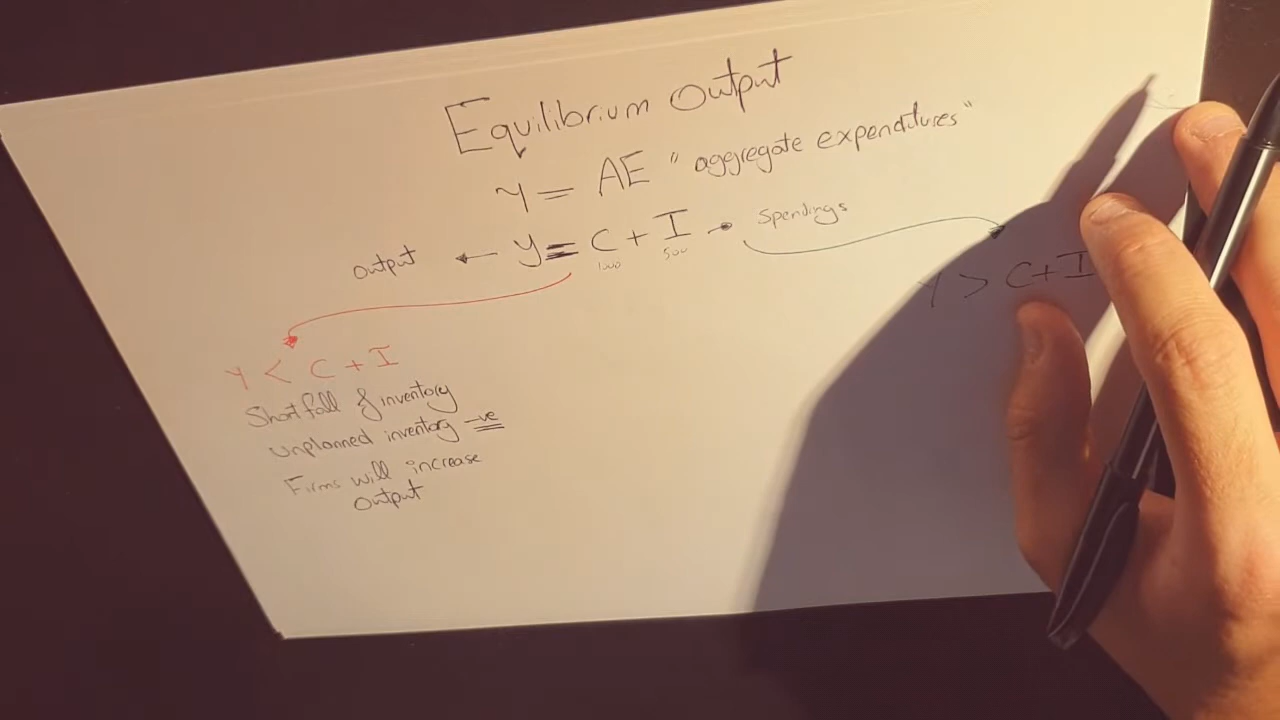 Equilibrium Output
Y = AE "aggregate expenditures"
Output ← Y = C + I → Spendings
1000 500
Y < C + I
Y > C + I
Shortfall of inventory
unplanned inventory -ve
Firms will increase
Output